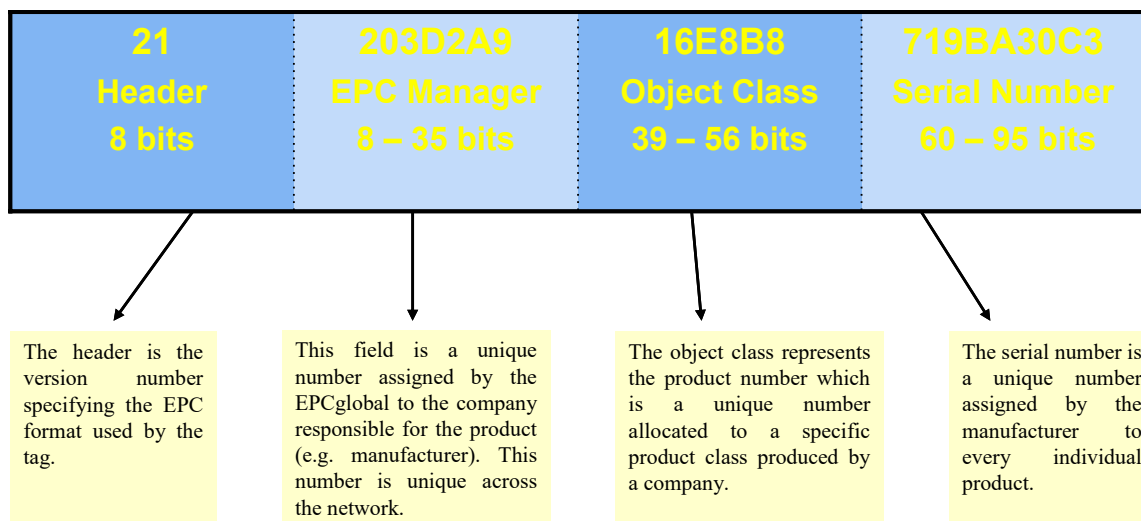 21
Header
8 bits
203D2A9
EPC Manager
8 – 35 bits
16E8B8
Object Class
39 – 56 bits
719BA30C3
Serial Number
60 – 95 bits
The header is the
version number
specifying the EPC
format used by the
tag.
This field is a unique
number assigned by the
EPCglobal to the company
responsible for the product
(e.g. manufacturer). This
number is unique across
the network.
The object class represents
the product number which
is a unique number
allocated to a specific
product class produced by
a company.
The serial number is
a unique number
assigned by the
manufacturer to
every individual
product.